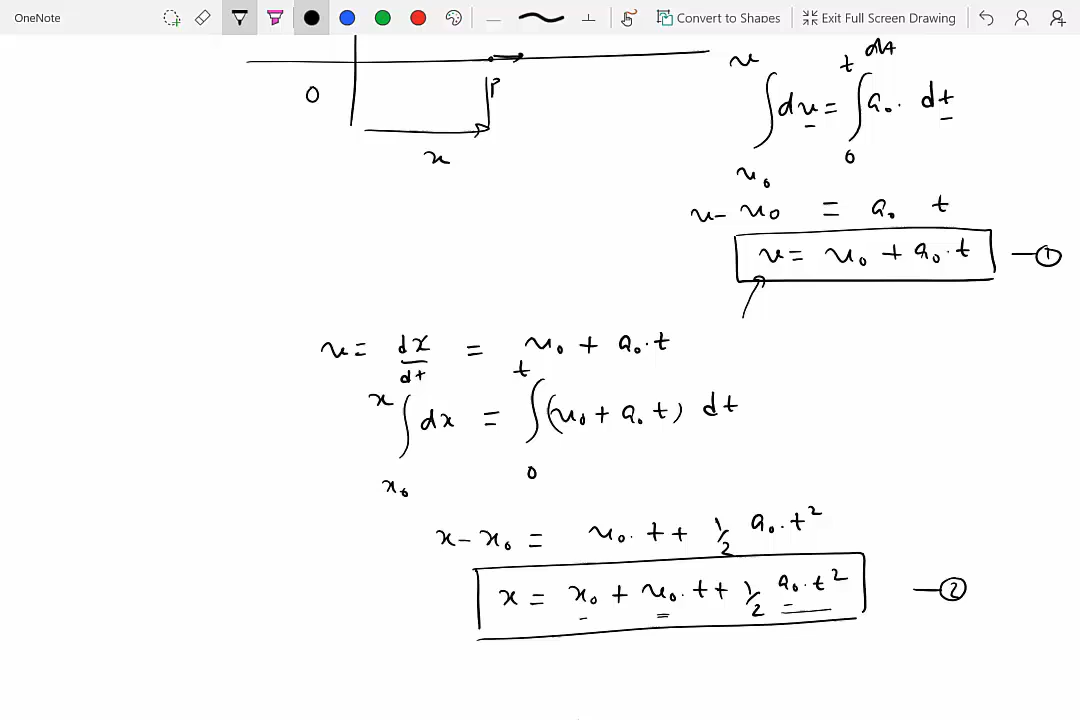 OneNote
Convert to Shapes
Exit Full Screen Drawing
0
P
x
∫_{v₀}^{v} dv = ∫_{0}^{t} a₀ · dt
v - v₀ = a₀ t
v = v₀ + a₀·t —①
v = dx/dt = v₀ + a₀·t
∫_{x₀}^{x} dx = ∫_{0}^{t} (v₀ + a₀ t) dt
x - x₀ = v₀·t + 1/2 a₀·t²
x = x₀ + v₀·t + 1/2 a₀·t² —②